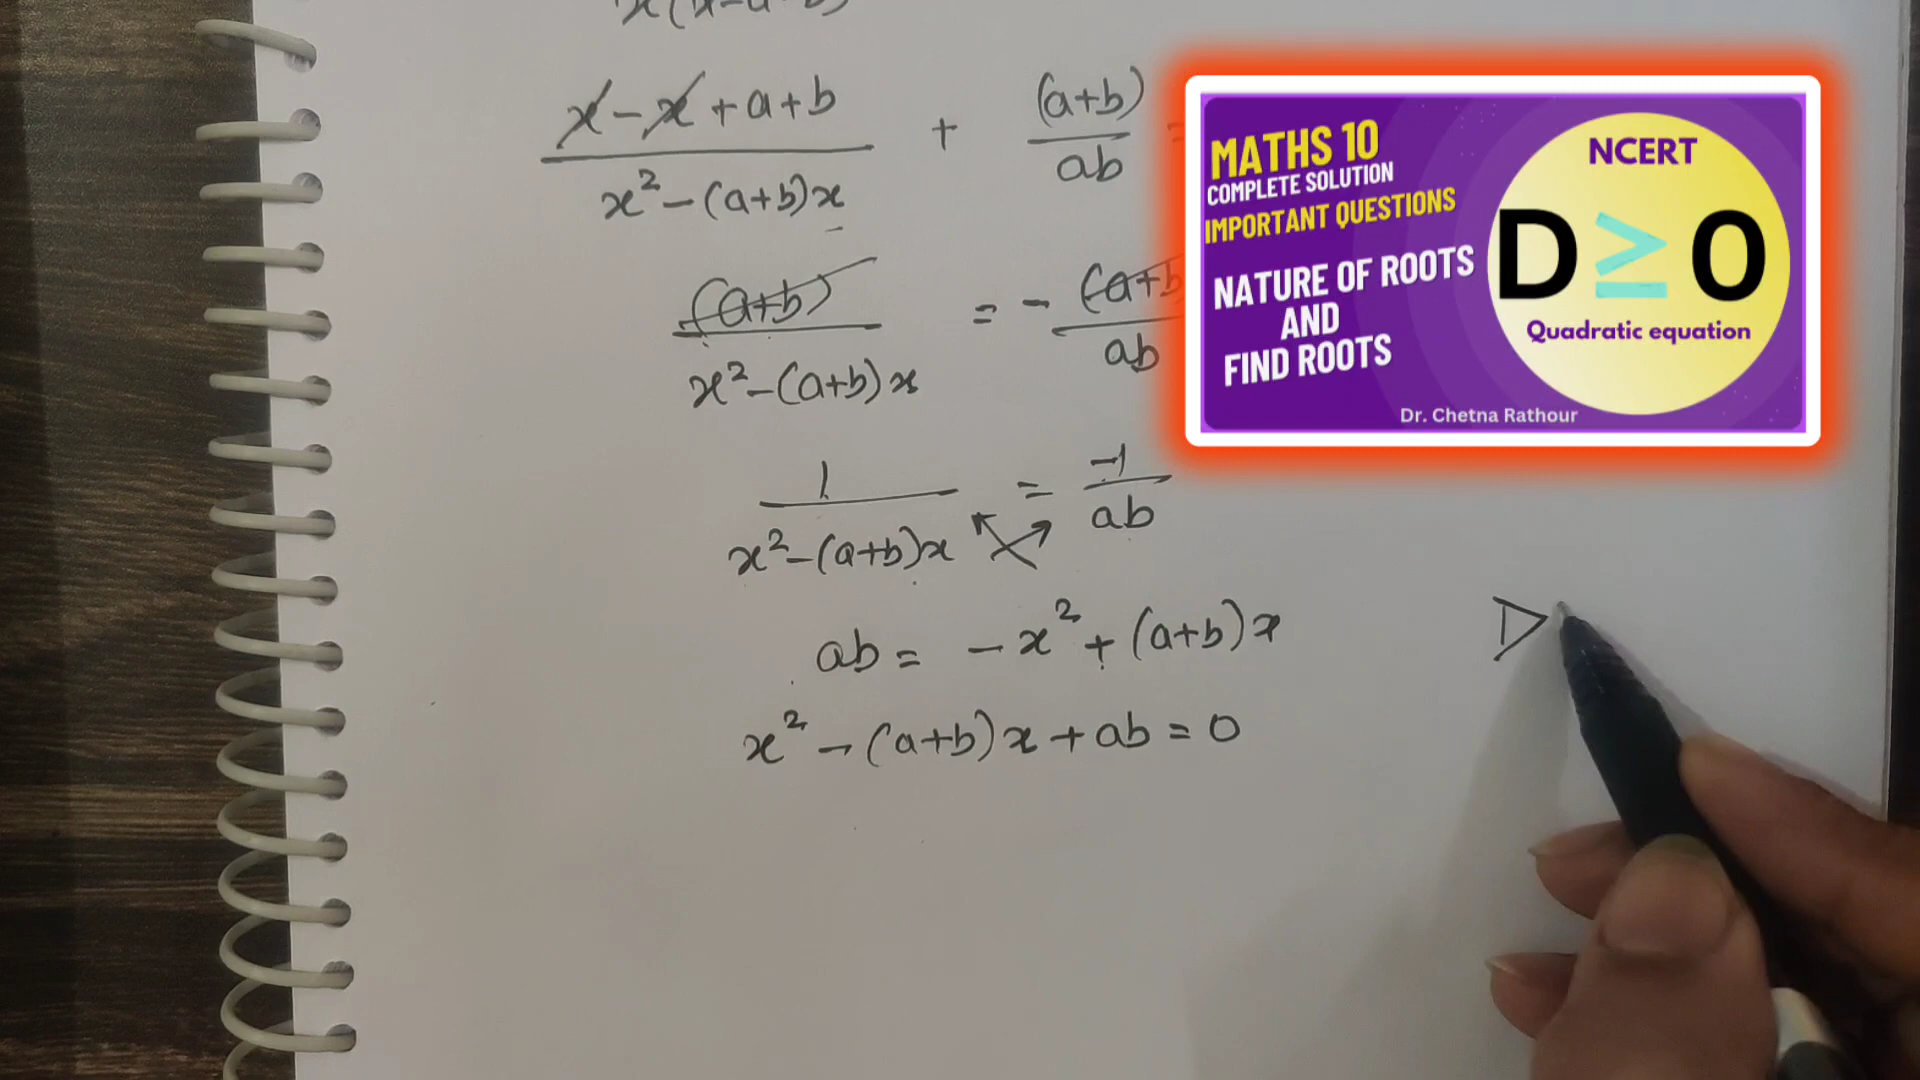 x(x-a-b)
x - x + a + b / x² - (a+b)x + (a+b) / ab =
(a+b) / x² - (a+b)x = - (a+b / ab
1 / x² - (a+b)x = -1 / ab
ab = - x² + (a+b)x
x² - (a+b)x + ab = 0
D
MATHS 10
COMPLETE SOLUTION
IMPORTANT QUESTIONS
NATURE OF ROOTS
AND
FIND ROOTS
NCERT
D ≥ 0
Quadratic equation
Dr. Chetna Rathour